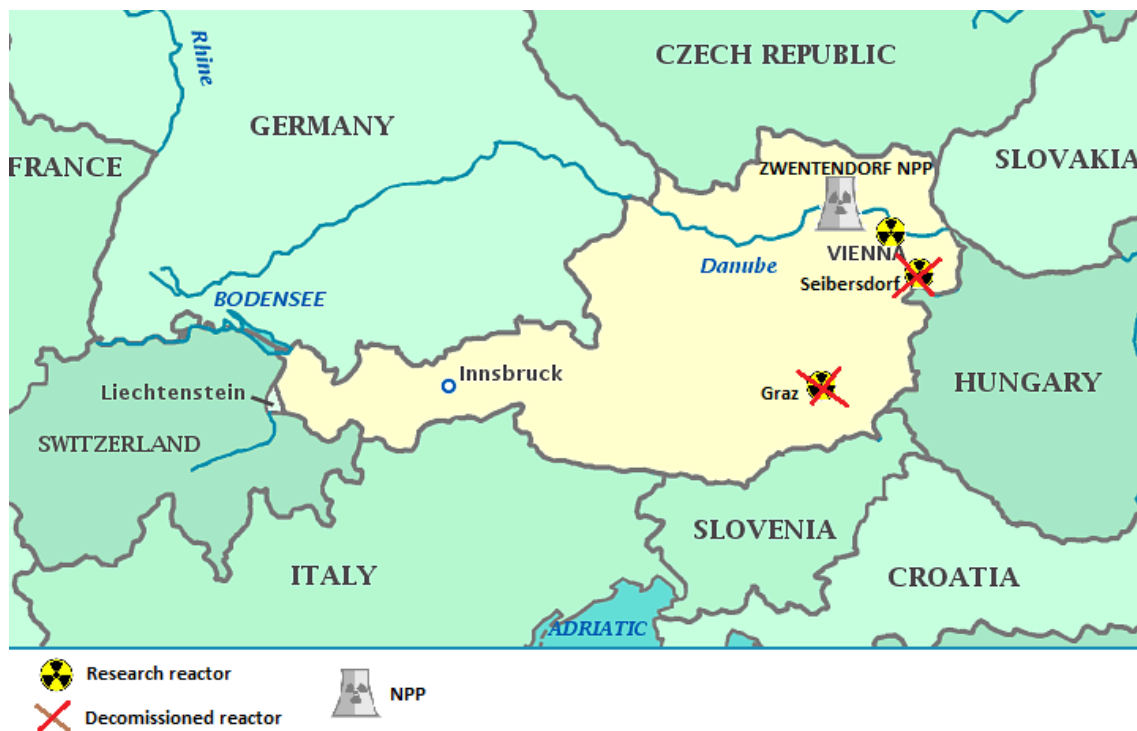 Rhine
CZECH REPUBLIC
GERMANY
FRANCE
SLOVAKIA
ZWENTENDORF NPP
VIENNA
Danube
Seibersdorf
BODENSEE
Innsbruck
Liechtenstein
Graz
HUNGARY
SWITZERLAND
SLOVENIA
ITALY
CROATIA
ADRIATIC
Research reactor
NPP
Decomissioned reactor